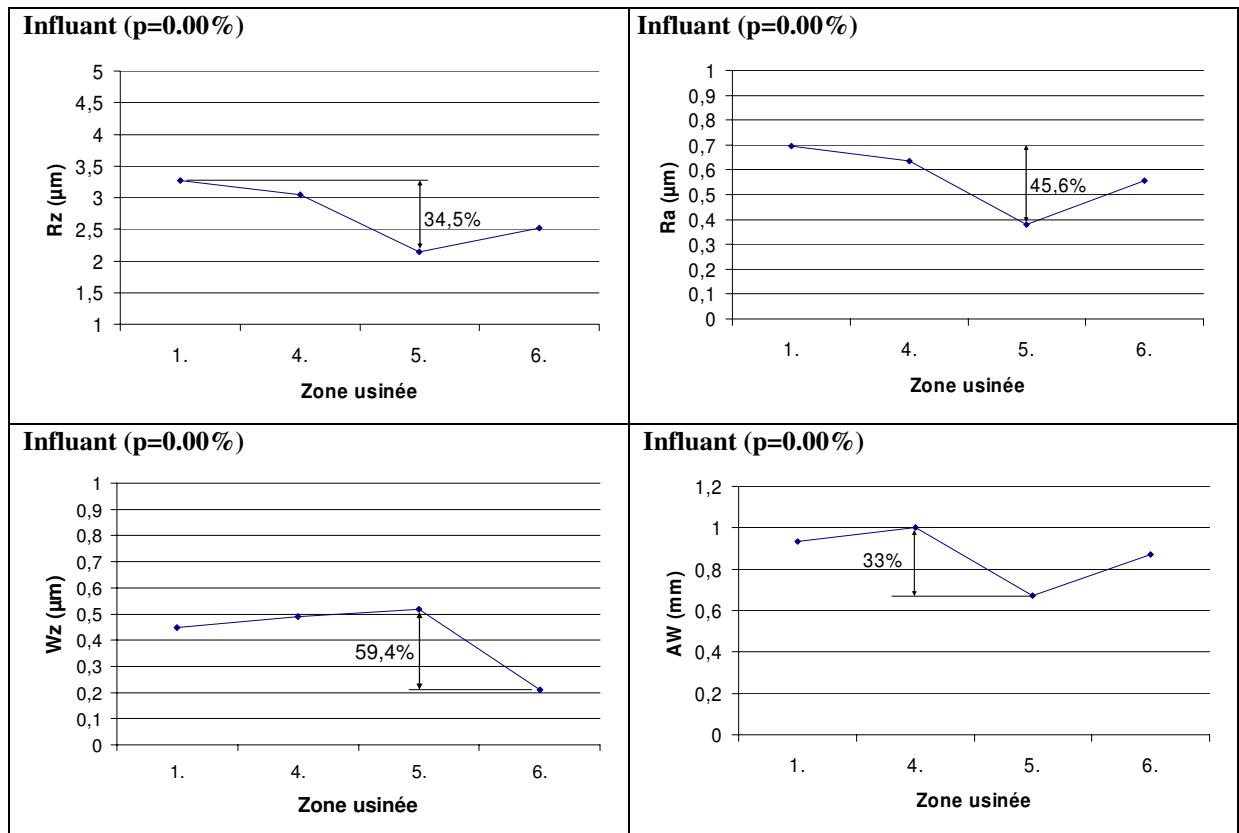 Influant (p=0.00%)
5
4,5
4
3,5
3
2,5
2
1,5
1
Rz (µm)
34,5%
1. 4. 5. 6.
Zone usinée
Influant (p=0.00%)
1
0,9
0,8
0,7
0,6
0,5
0,4
0,3
0,2
0,1
0
Ra (µm)
45,6%
1. 4. 5. 6.
Zone usinée
Influant (p=0.00%)
1
0,9
0,8
0,7
0,6
0,5
0,4
0,3
0,2
0,1
0
Wz (µm)
59,4%
1. 4. 5. 6.
Zone usinée
Influant (p=0.00%)
1,2
1
0,8
0,6
0,4
0,2
0
AW (mm)
33%
1. 4. 5. 6.
Zone usinée